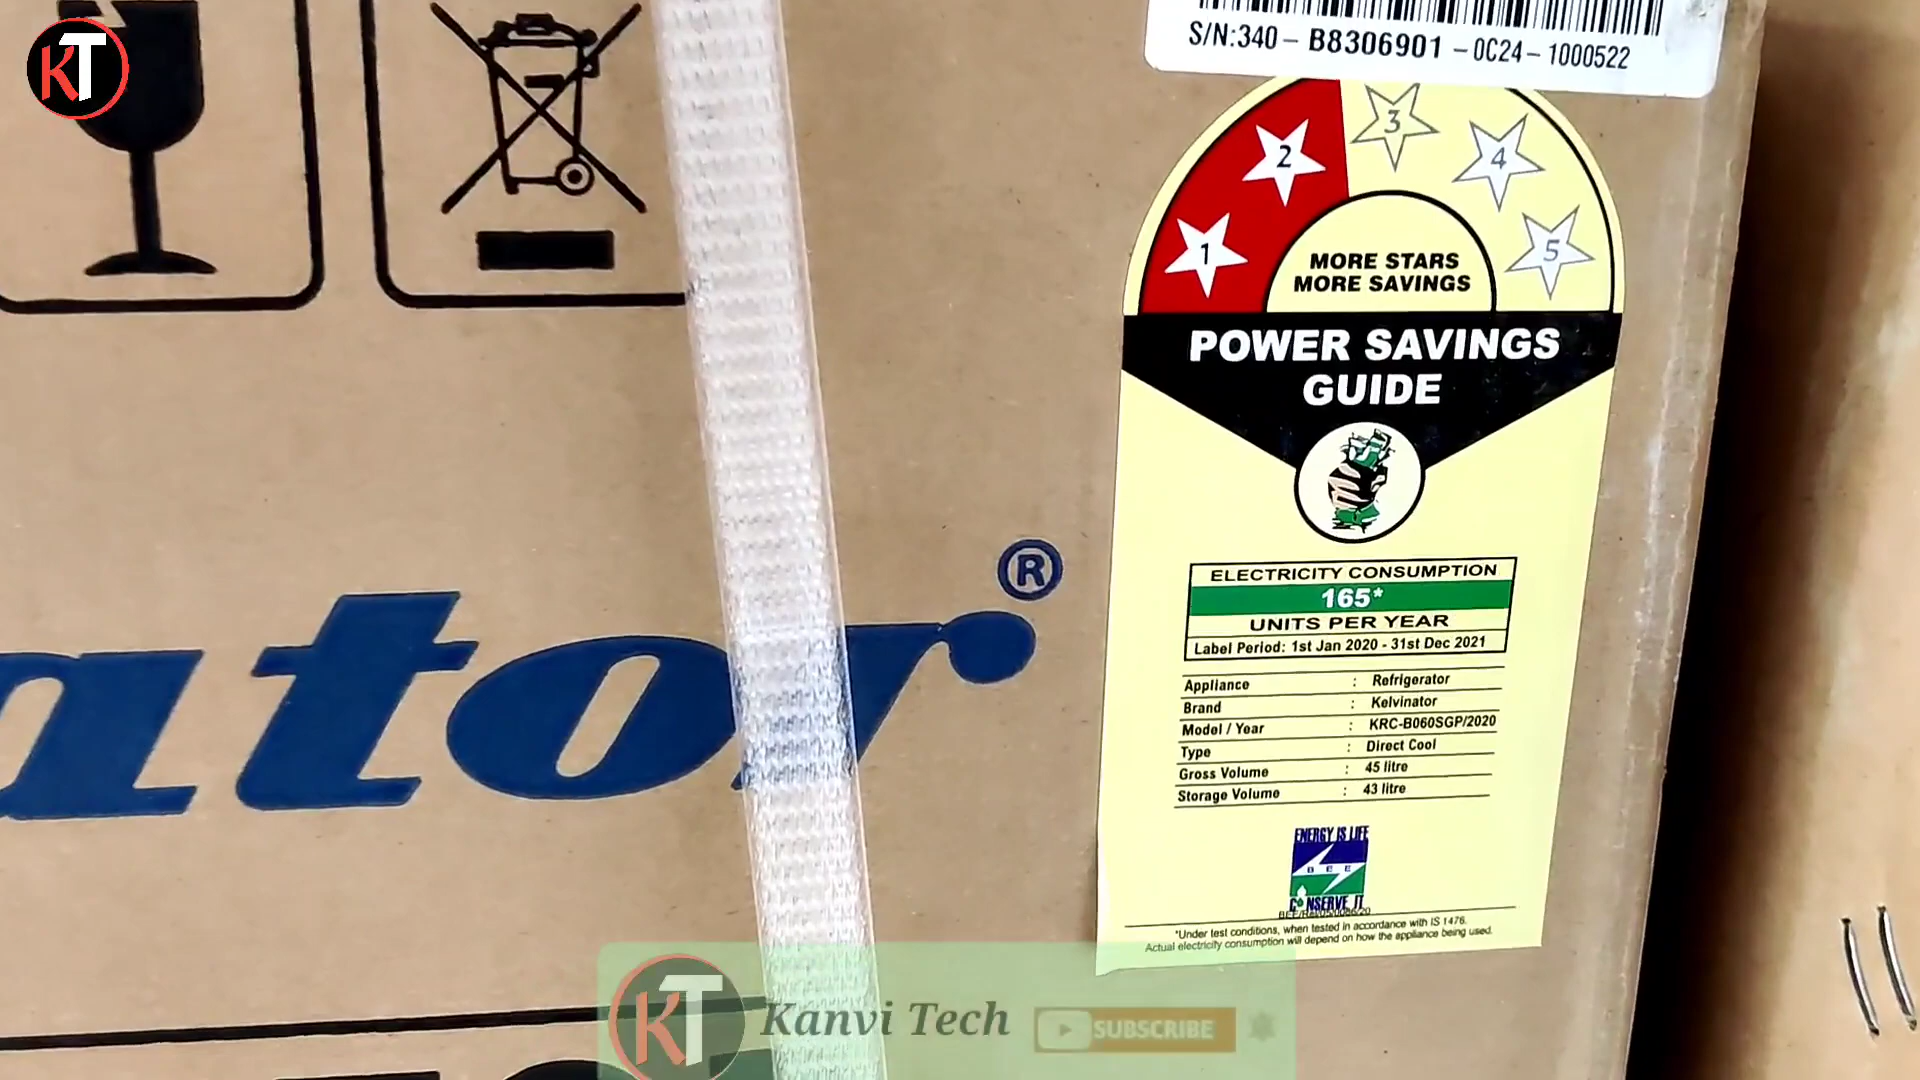 KT
S/N:340 - B8306901 - 0C24 - 1000522
1
2
3
4
5
MORE STARS
MORE SAVINGS
POWER SAVINGS
GUIDE
ator®
ELECTRICITY CONSUMPTION
165*
UNITS PER YEAR
Label Period: 1st Jan 2020 - 31st Dec 2021
Appliance : Refrigerator
Brand : Kelvinator
Model / Year : KRC-B060SGP/2020
Type : Direct Cool
Gross Volume : 45 litre
Storage Volume : 43 litre
ENERGY IS LIFE
BEE
CONSERVE IT
*Under test conditions, when tested in accordance with IS 1476.
Actual electricity consumption will depend on how the appliance being used.
KT Kanvi Tech SUBSCRIBE